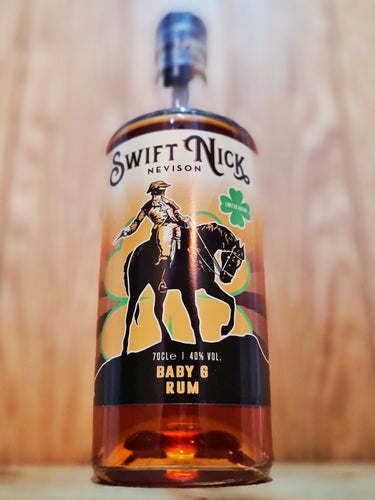 SWIFT NICK
NEVISON
LIMITED EDITION
70CLe | 40% VOL.
BABY G
RUM